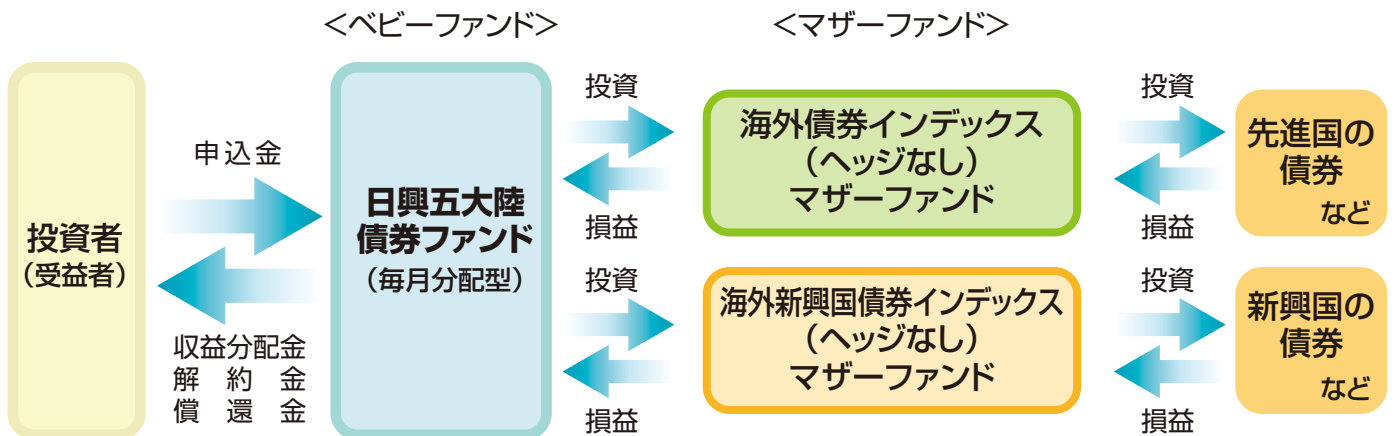 ＜ベビーファンド＞
＜マザーファンド＞
投資者
（受益者）
申込金
収益分配金
解約金
償還金
日興五大陸
債券ファンド
（毎月分配型）
投資
損益
投資
損益
海外債券インデックス
（ヘッジなし）
マザーファンド
海外新興国債券インデックス
（ヘッジなし）
マザーファンド
投資
損益
投資
損益
先進国の
債券
など
新興国の
債券
など